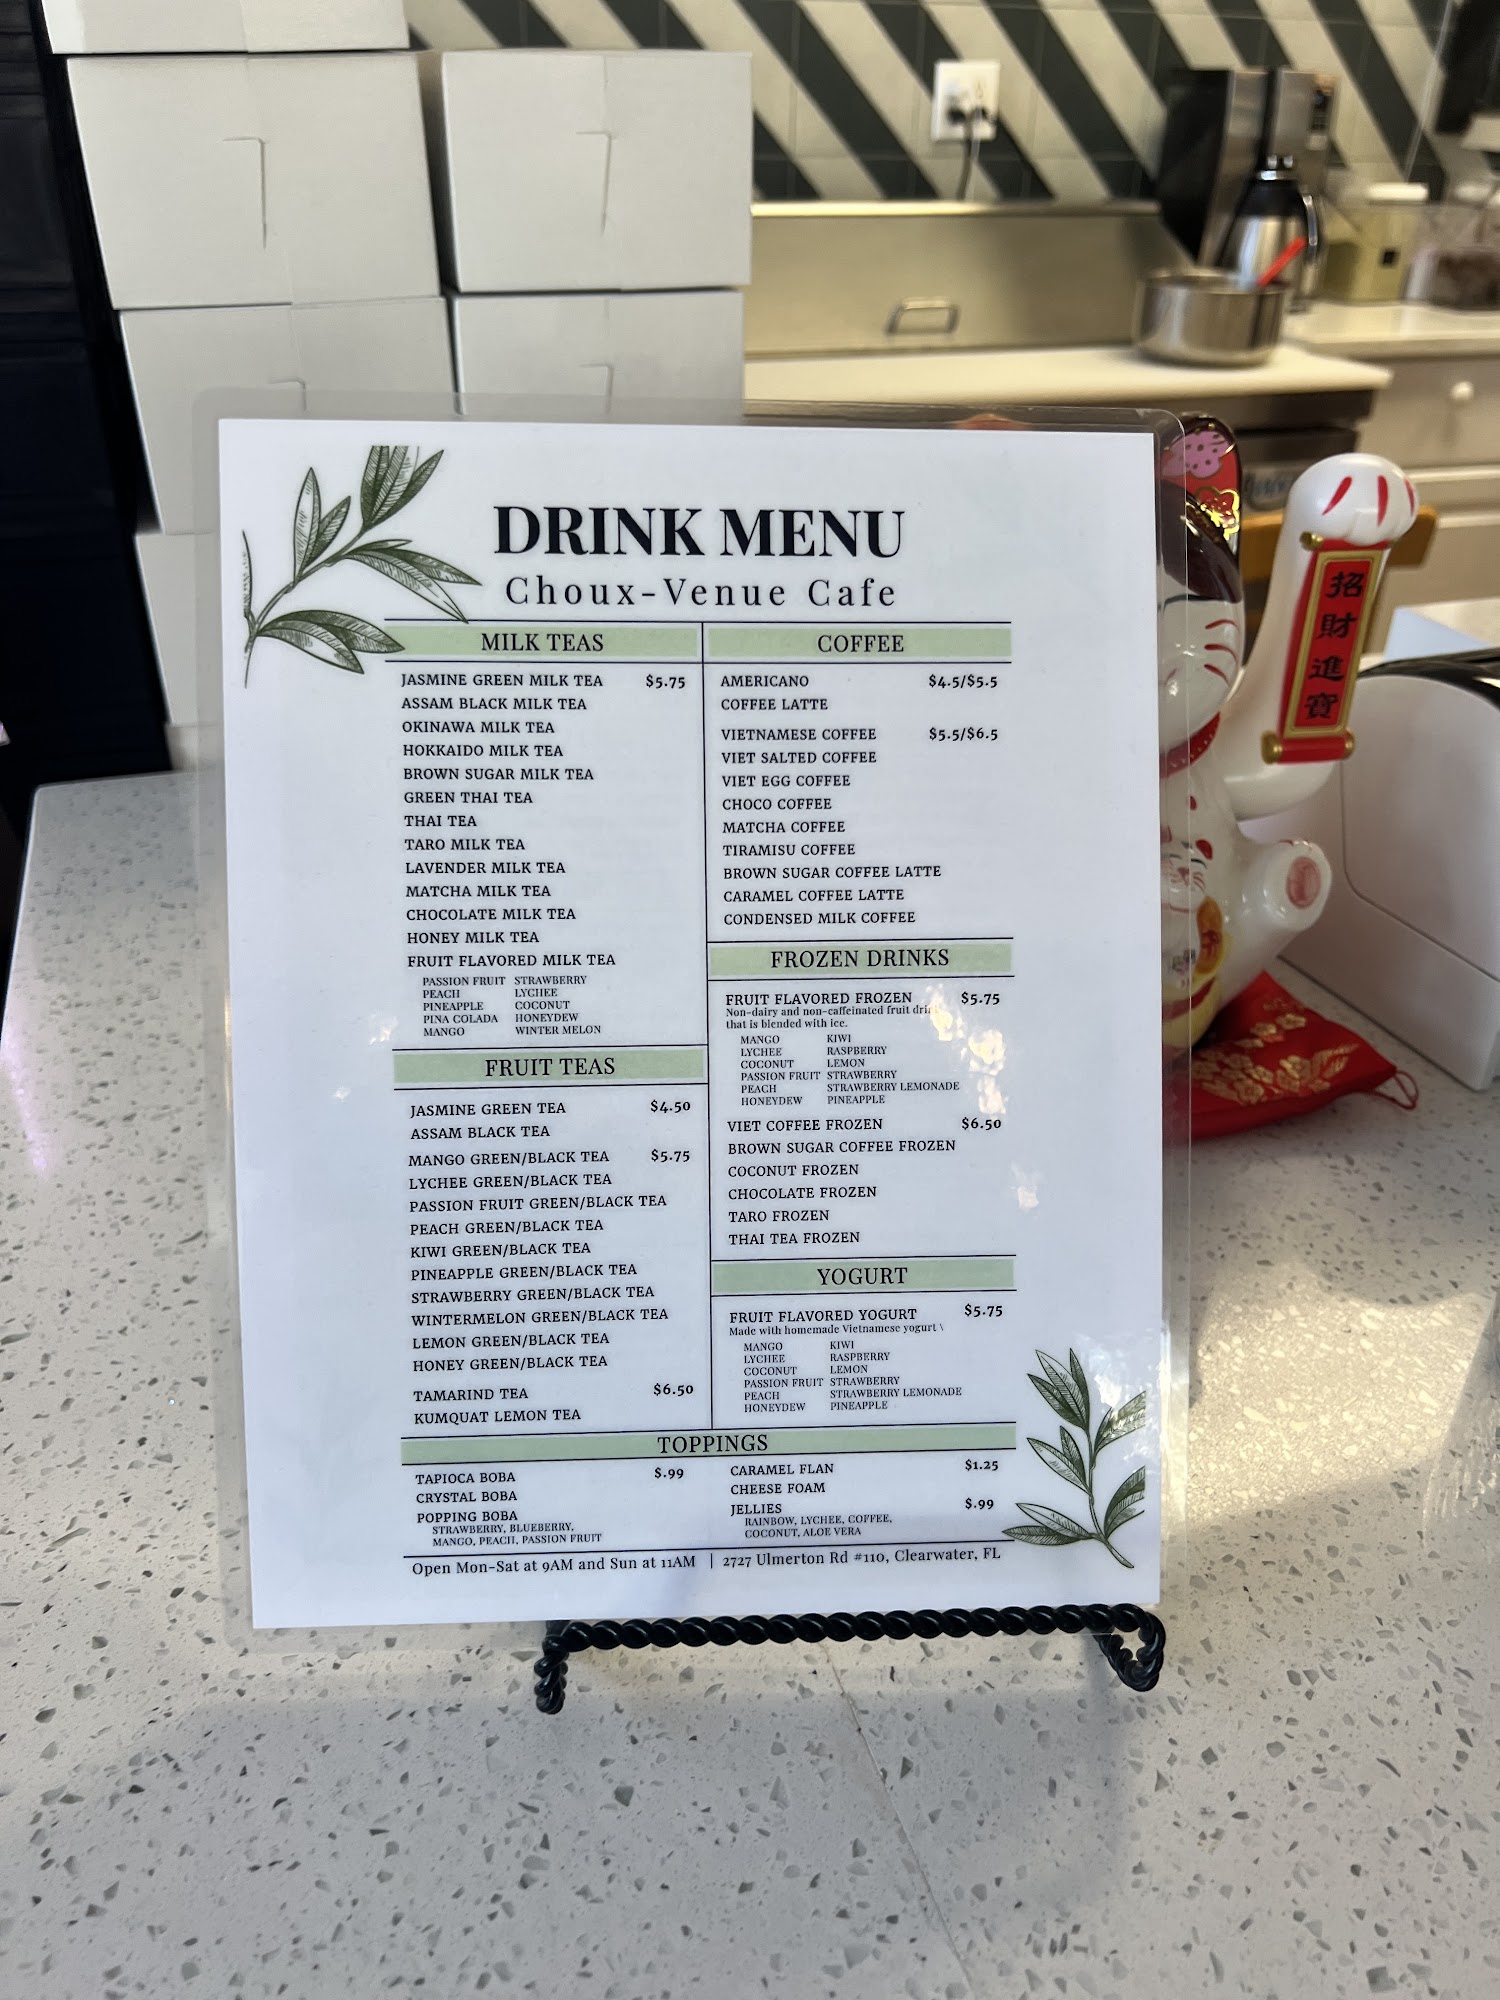 DRINK MENU
Choux-Venue Cafe
MILK TEAS
JASMINE GREEN MILK TEA $5.75
ASSAM BLACK MILK TEA
OKINAWA MILK TEA
HOKKAIDO MILK TEA
BROWN SUGAR MILK TEA
GREEN THAI TEA
THAI TEA
TARO MILK TEA
LAVENDER MILK TEA
MATCHA MILK TEA
CHOCOLATE MILK TEA
HONEY MILK TEA
FRUIT FLAVORED MILK TEA
PASSION FRUIT STRAWBERRY
PEACH LYCHEE
PINEAPPLE COCONUT
PINA COLADA HONEYDEW
MANGO WINTER MELON
FRUIT TEAS
JASMINE GREEN TEA $4.50
ASSAM BLACK TEA
MANGO GREEN/BLACK TEA $5.75
LYCHEE GREEN/BLACK TEA
PASSION FRUIT GREEN/BLACK TEA
PEACH GREEN/BLACK TEA
KIWI GREEN/BLACK TEA
PINEAPPLE GREEN/BLACK TEA
STRAWBERRY GREEN/BLACK TEA
WINTERMELON GREEN/BLACK TEA
LEMON GREEN/BLACK TEA
HONEY GREEN/BLACK TEA
TAMARIND TEA $6.50
KUMQUAT LEMON TEA
COFFEE
AMERICANO $4.5/$5.5
COFFEE LATTE
VIETNAMESE COFFEE $5.5/$6.5
VIET SALTED COFFEE
VIET EGG COFFEE
CHOCO COFFEE
MATCHA COFFEE
TIRAMISU COFFEE
BROWN SUGAR COFFEE LATTE
CARAMEL COFFEE LATTE
CONDENSED MILK COFFEE
FROZEN DRINKS
FRUIT FLAVORED FROZEN $5.75
Non-dairy and non-caffeinated fruit drink
that is blended with ice.
MANGO KIWI
LYCHEE RASPBERRY
COCONUT LEMON
PASSION FRUIT STRAWBERRY
PEACH STRAWBERRY LEMONADE
HONEYDEW PINEAPPLE
VIET COFFEE FROZEN $6.50
BROWN SUGAR COFFEE FROZEN
COCONUT FROZEN
CHOCOLATE FROZEN
TARO FROZEN
THAI TEA FROZEN
YOGURT
FRUIT FLAVORED YOGURT $5.75
Made with homemade Vietnamese yogurt \
MANGO KIWI
LYCHEE RASPBERRY
COCONUT LEMON
PASSION FRUIT STRAWBERRY
PEACH STRAWBERRY LEMONADE
HONEYDEW PINEAPPLE
TOPPINGS
TAPIOCA BOBA $.99
CRYSTAL BOBA
POPPING BOBA
STRAWBERRY, BLUEBERRY,
MANGO, PEACH, PASSION FRUIT
CARAMEL FLAN $1.25
CHEESE FOAM
JELLIES $.99
RAINBOW, LYCHEE, COFFEE,
COCONUT, ALOE VERA
Open Mon-Sat at 9AM and Sun at 11AM | 2727 Ulmerton Rd #110, Clearwater, FL
招財進寶